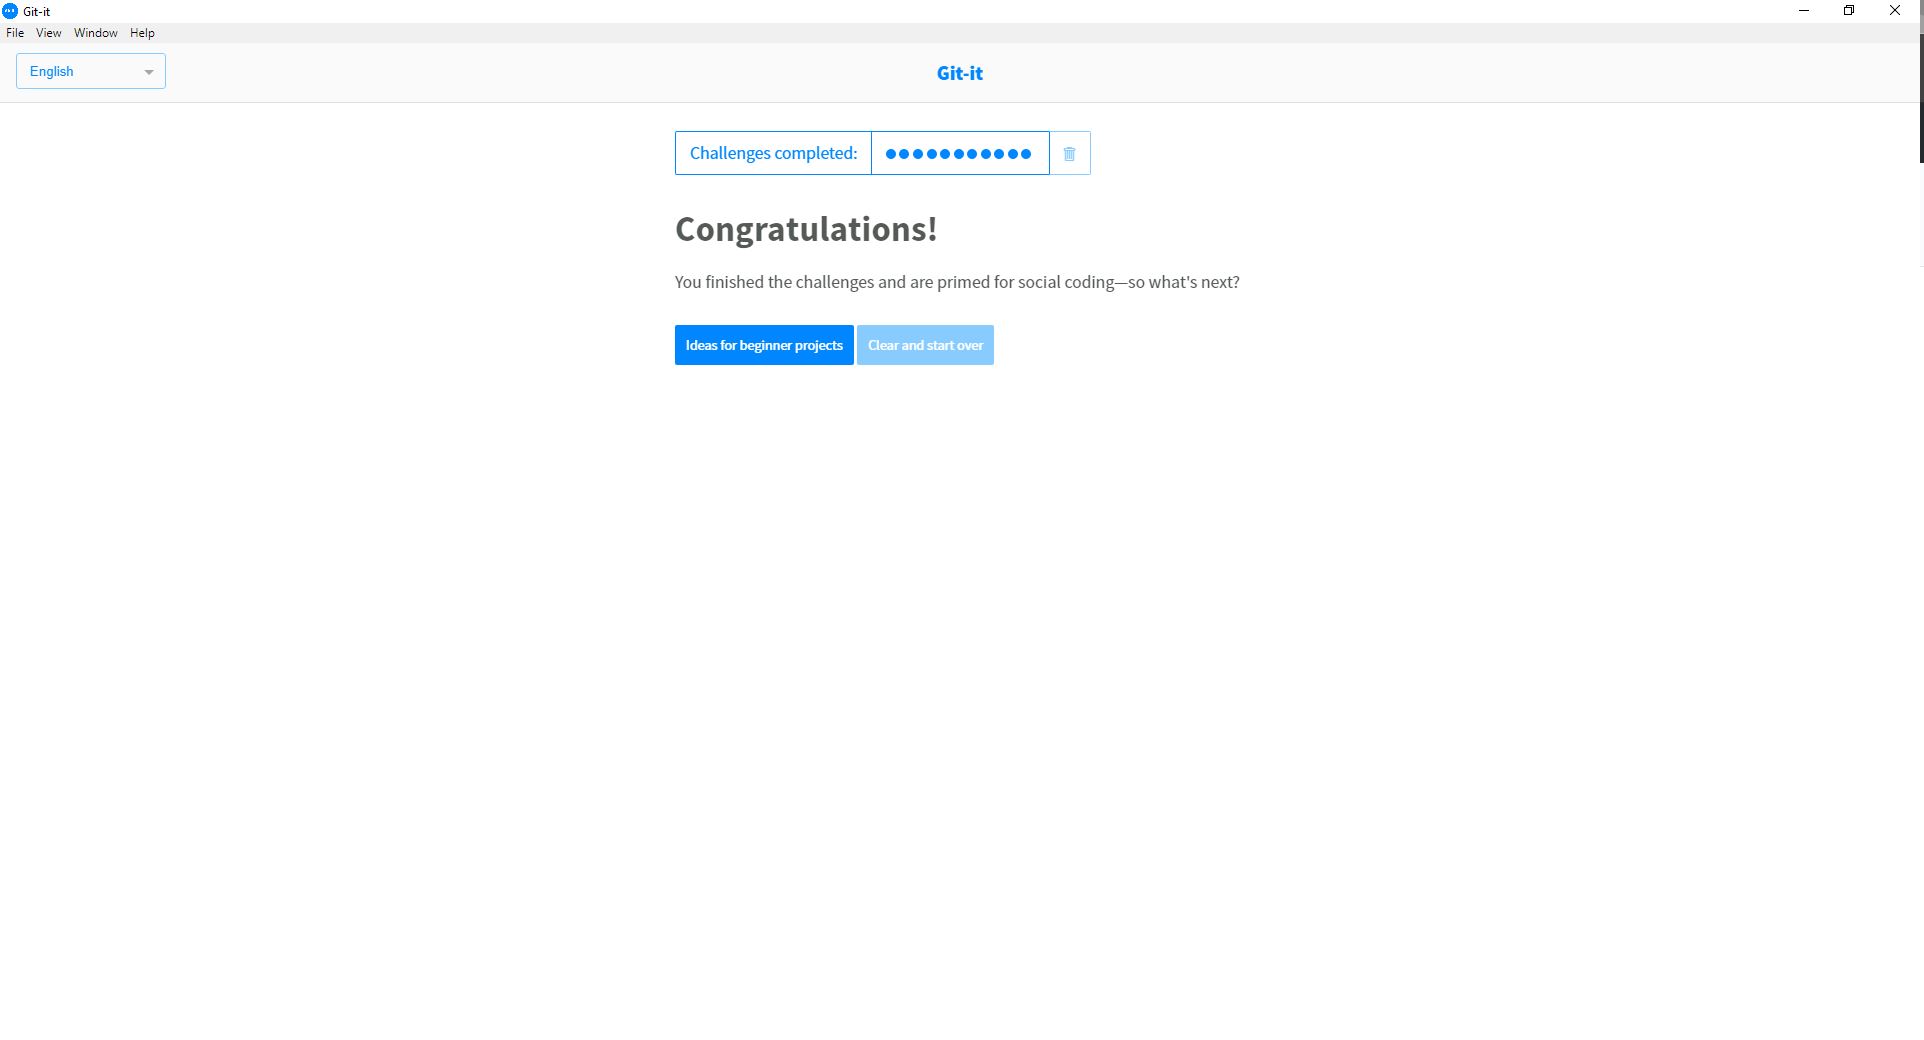 Git-it
File View Window Help
English
Git-it
Challenges completed:
Congratulations!
You finished the challenges and are primed for social coding—so what's next?
Ideas for beginner projects
Clear and start over